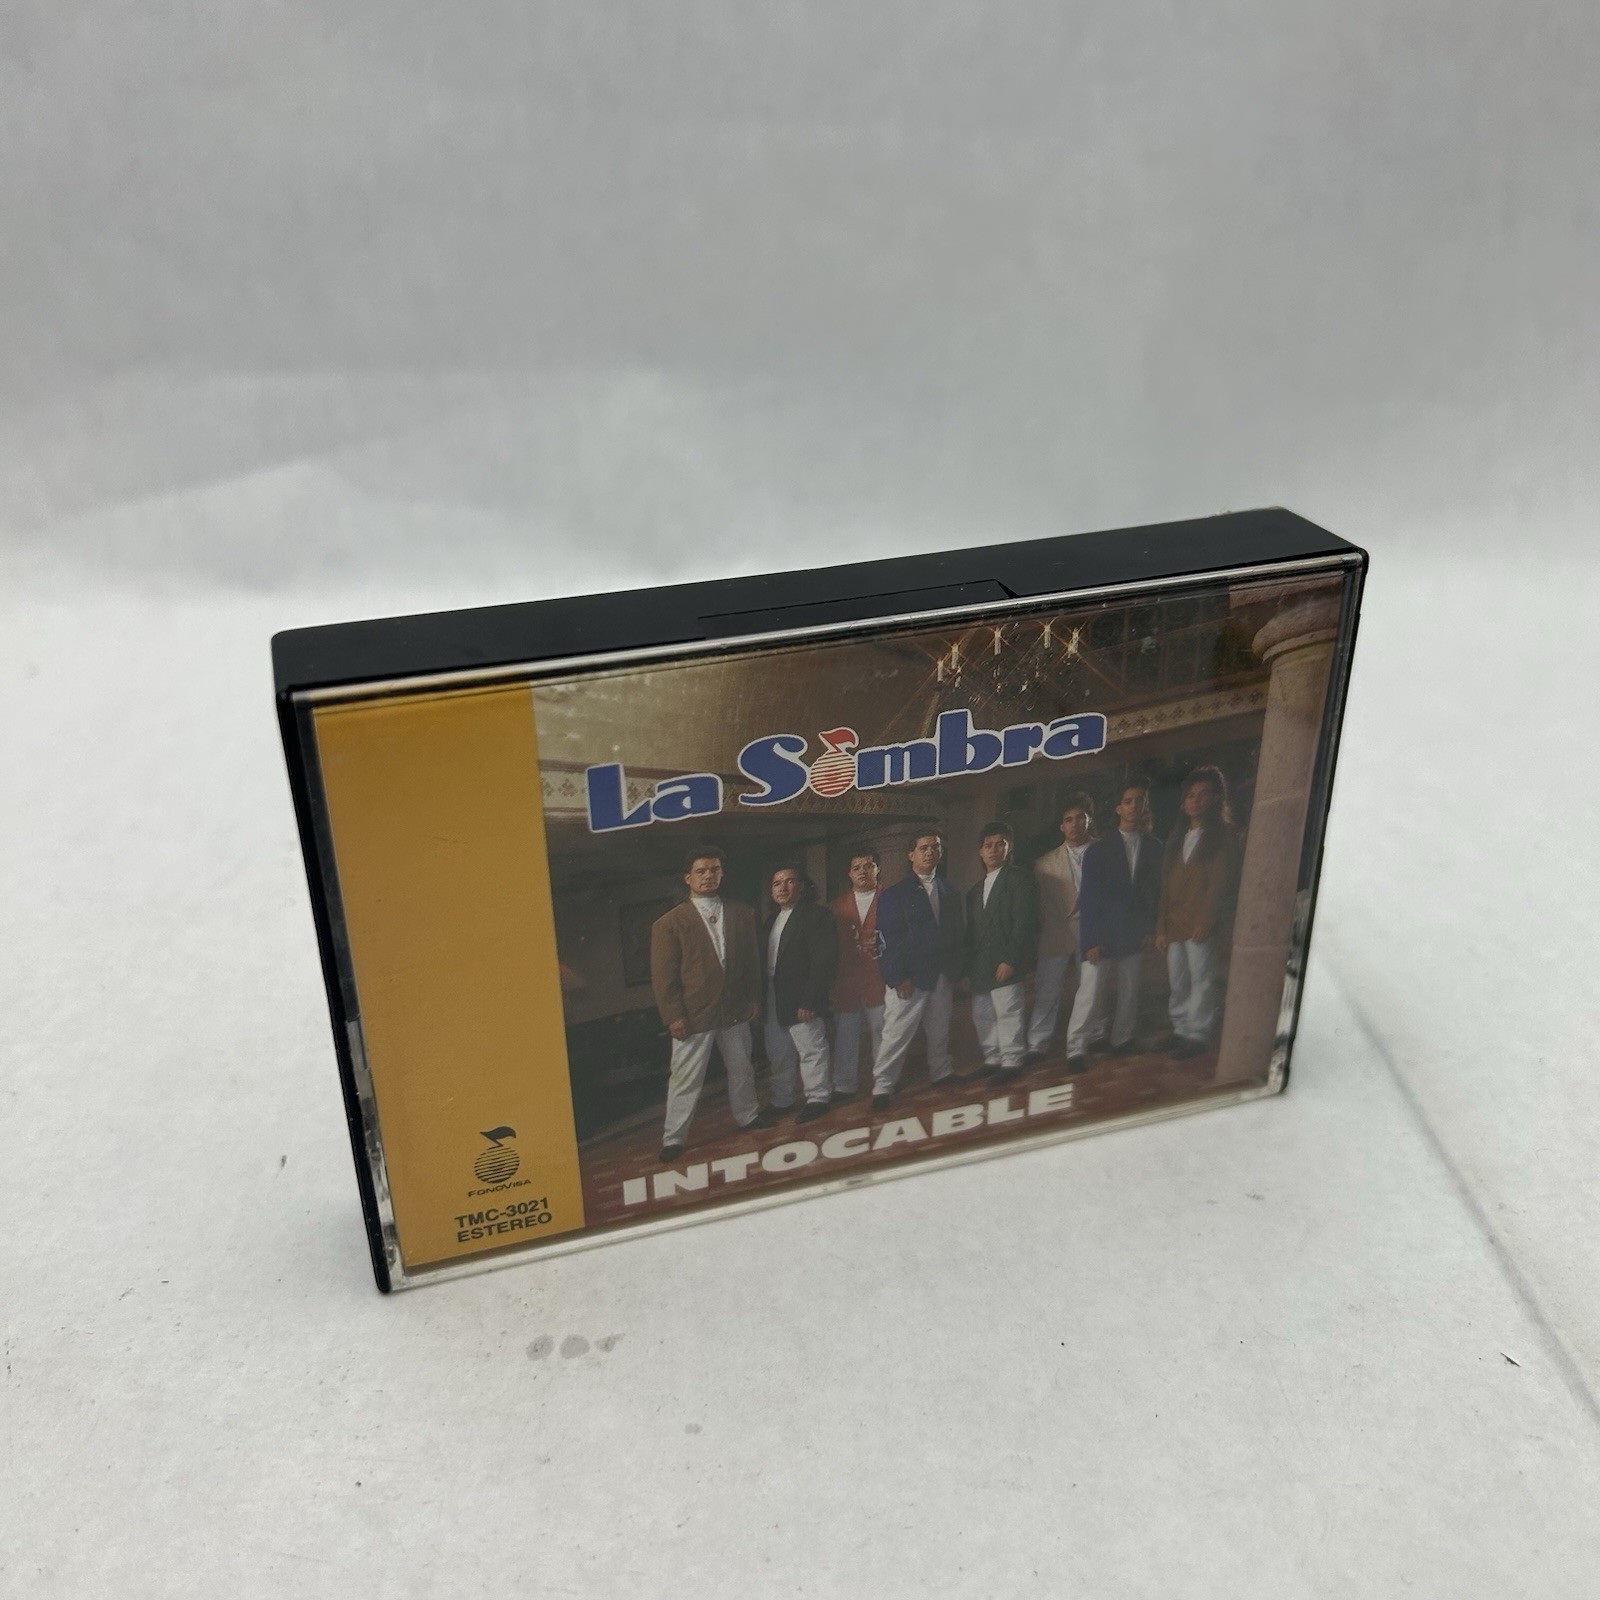 La Sombra
INTOCABLE
FONOVISA
TMC-3021
ESTEREO